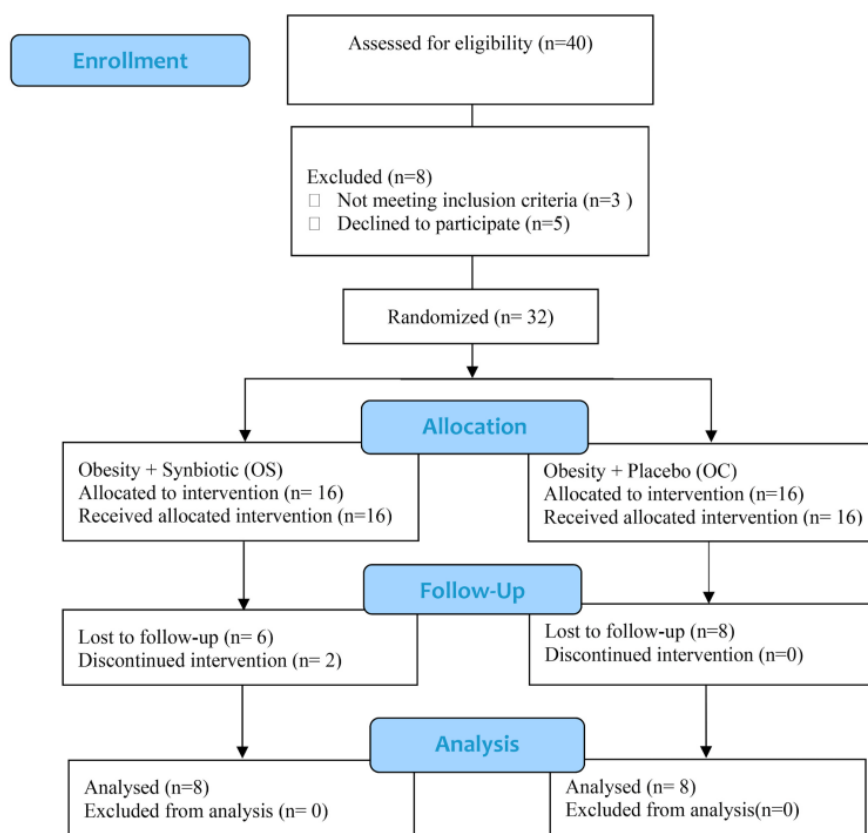 Enrollment
Assessed for eligibility (n=40)
Excluded (n=8)
□ Not meeting inclusion criteria (n=3 )
□ Declined to participate (n=5)
Randomized (n= 32)
Allocation
Obesity + Synbiotic (OS)
Allocated to intervention (n= 16)
Received allocated intervention (n=16)
Obesity + Placebo (OC)
Allocated to intervention (n=16)
Received allocated intervention (n= 16)
Follow-Up
Lost to follow-up (n= 6)
Discontinued intervention (n= 2)
Lost to follow-up (n=8)
Discontinued intervention (n=0)
Analysis
Analysed (n=8)
Excluded from analysis (n= 0)
Analysed (n= 8)
Excluded from analysis(n=0)